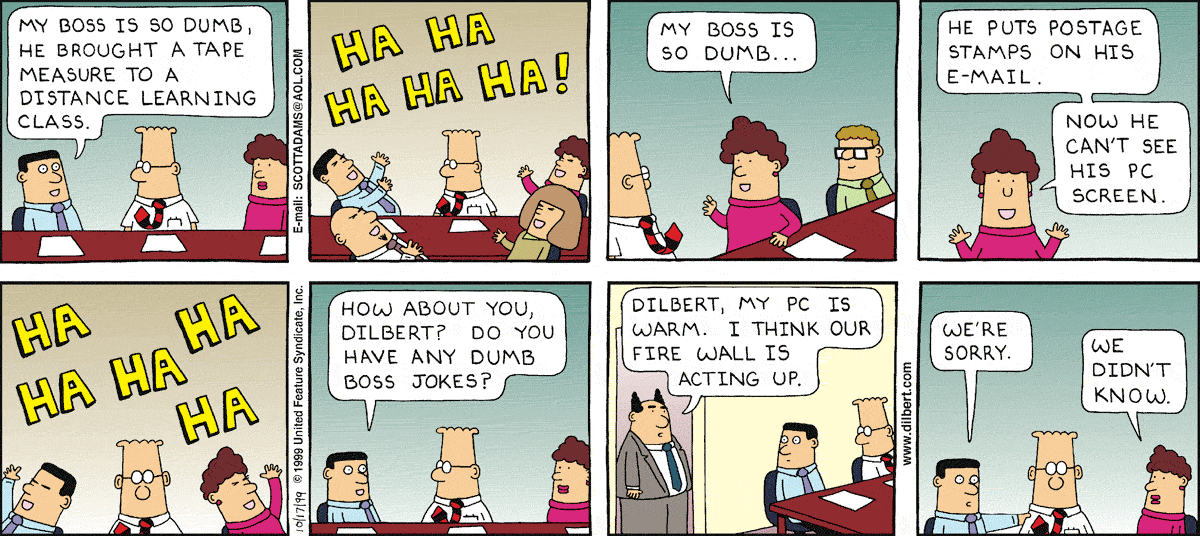 MY BOSS IS SO DUMB,
HE BROUGHT A TAPE
MEASURE TO A
DISTANCE LEARNING
CLASS.
E-mail: SCOTTADAMS@AOL.COM
HA HA
HA HA HA!
MY BOSS IS
SO DUMB...
HE PUTS POSTAGE
STAMPS ON HIS
E-MAIL.
NOW HE
CAN'T SEE
HIS PC
SCREEN.
HA HA
HA HA HA
HA
10/17/99 © 1999 United Feature Syndicate, Inc.
HOW ABOUT YOU,
DILBERT? DO YOU
HAVE ANY DUMB
BOSS JOKES?
DILBERT, MY PC IS
WARM. I THINK OUR
FIRE WALL IS
ACTING UP.
www.dilbert.com
WE'RE
SORRY.
WE
DIDN'T
KNOW.